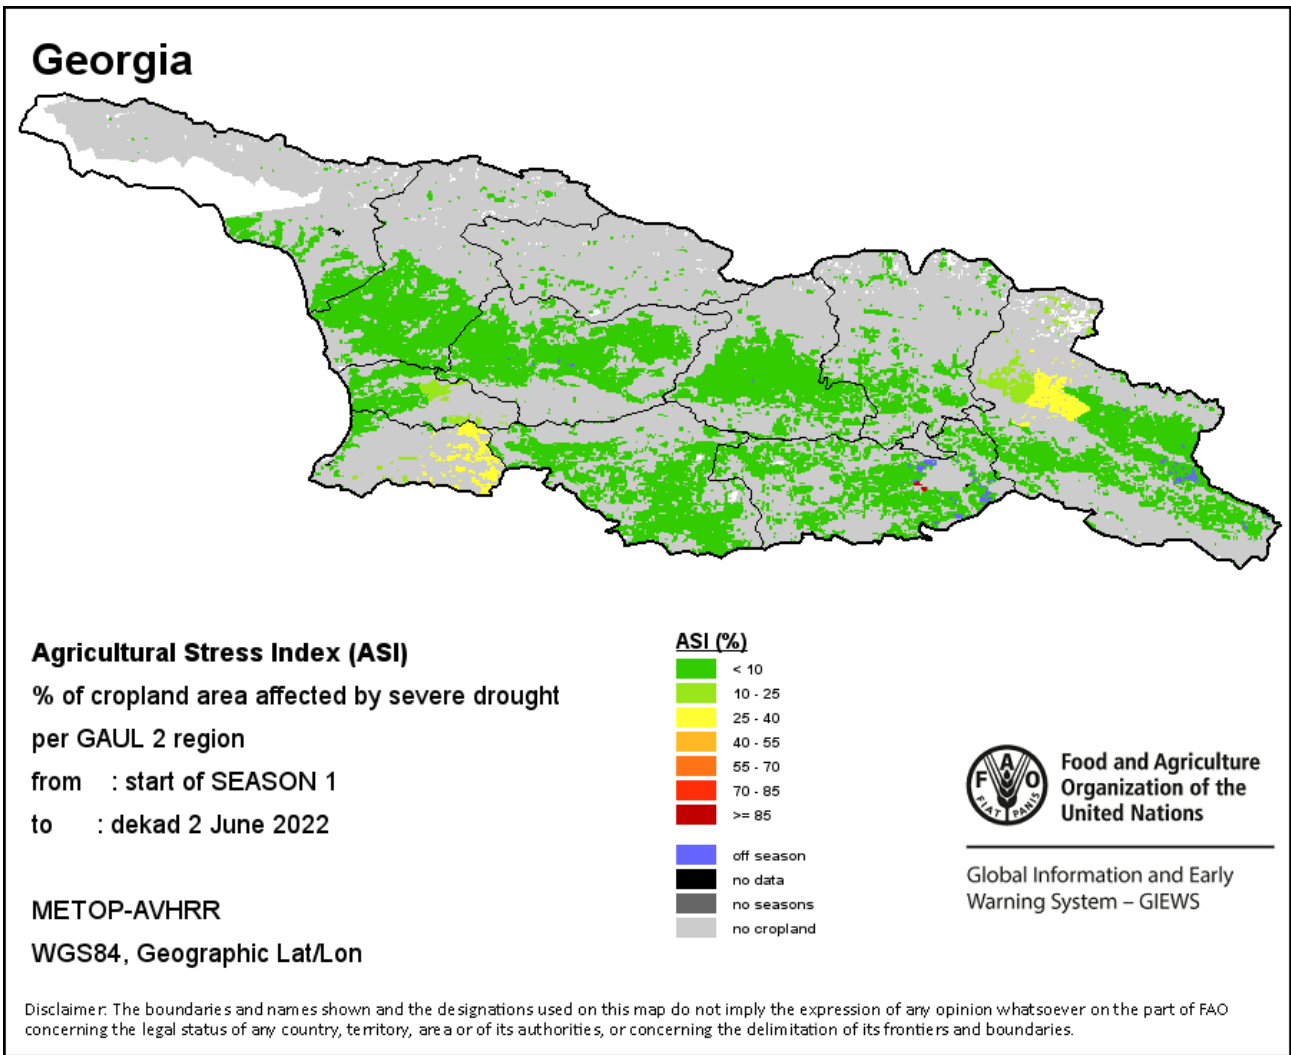 Georgia
Agricultural Stress Index (ASI)
% of cropland area affected by severe drought
per GAUL 2 region
from : start of SEASON 1
to : dekad 2 June 2022
METOP-AVHRR
WGS84, Geographic Lat/Lon
ASI (%)
< 10
10 - 25
25 - 40
40 - 55
55 - 70
70 - 85
>= 85
off season
no data
no seasons
no cropland
F A O
FIAT PANIS
Food and Agriculture
Organization of the
United Nations
Global Information and Early
Warning System – GIEWS
Disclaimer: The boundaries and names shown and the designations used on this map do not imply the expression of any opinion whatsoever on the part of FAO
concerning the legal status of any country, territory, area or of its authorities, or concerning the delimitation of its frontiers and boundaries.